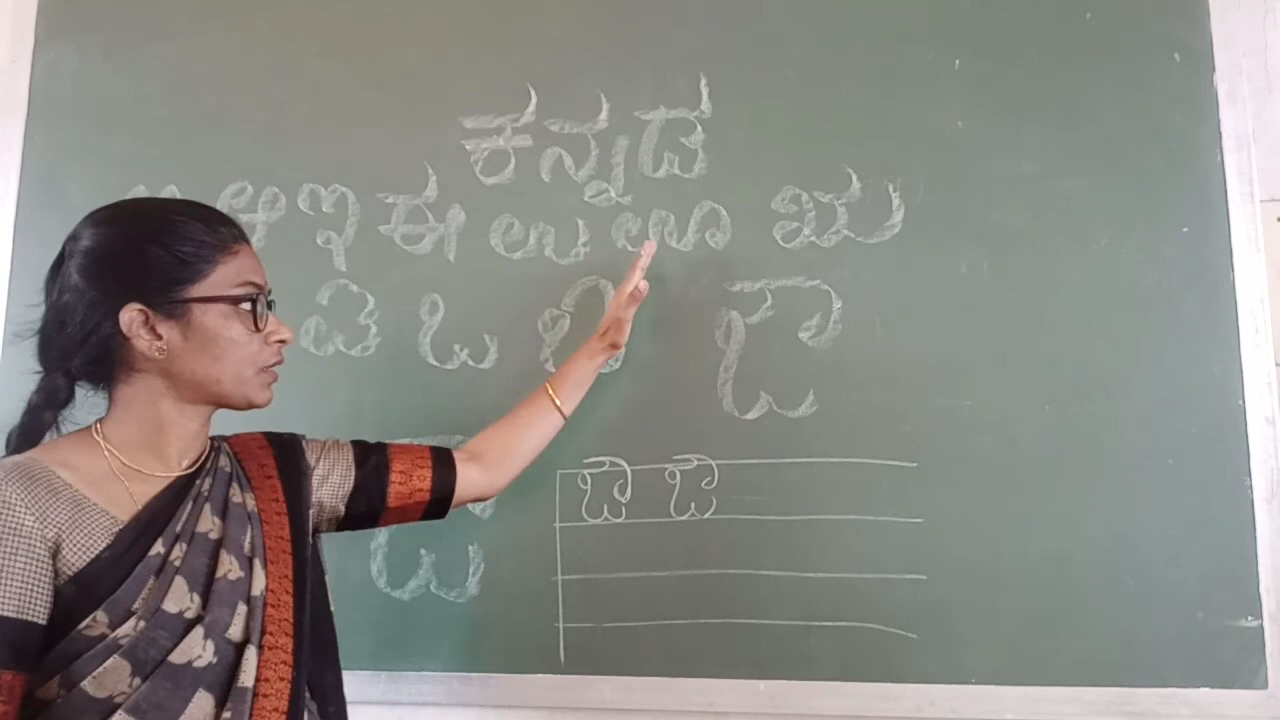 ಕನ್ನಡ
ಆ ಇ ಈ ಉ ಊ ಋ
ಐ ಒ ಓ ಔ
ಔ ಔ